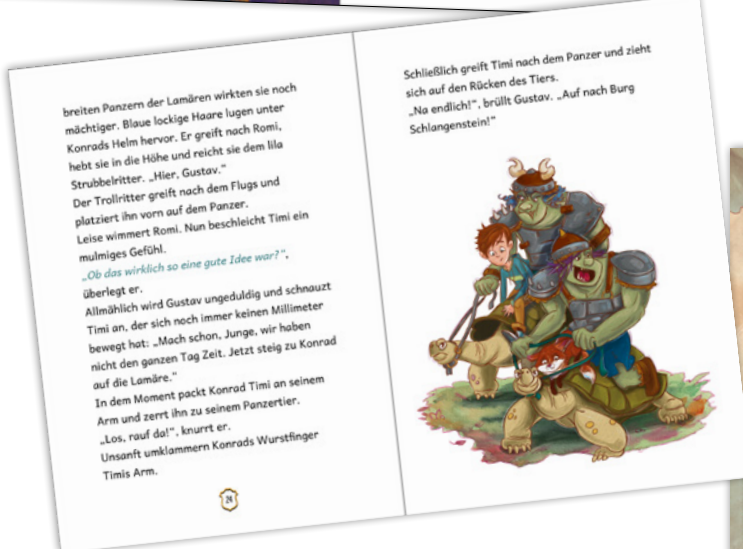 breiten Panzern der Lamären wirkten sie noch
mächtiger. Blaue lockige Haare lugen unter
Konrads Helm hervor. Er greift nach Romi,
hebt sie in die Höhe und reicht sie dem lila
Strubbelritter. „Hier, Gustav.“
Der Trollritter greift nach dem Flugs und
platziert ihn vorn auf dem Panzer.
Leise wimmert Romi. Nun beschleicht Timi ein
mulmiges Gefühl.
„Ob das wirklich so eine gute Idee war?“,
überlegt er.
Allmählich wird Gustav ungeduldig und schnauzt
Timi an, der sich noch immer keinen Millimeter
bewegt hat: „Mach schon, Junge, wir haben
nicht den ganzen Tag Zeit. Jetzt steig zu Konrad
auf die Lamäre.“
In dem Moment packt Konrad Timi an seinem
Arm und zerrt ihn zu seinem Panzertier.
„Los, rauf da!“, knurrt er.
Unsanft umklammern Konrads Wurstfinger
Timis Arm.
24
Schließlich greift Timi nach dem Panzer und zieht
sich auf den Rücken des Tiers.
„Na endlich!“, brüllt Gustav. „Auf nach Burg
Schlangenstein!“